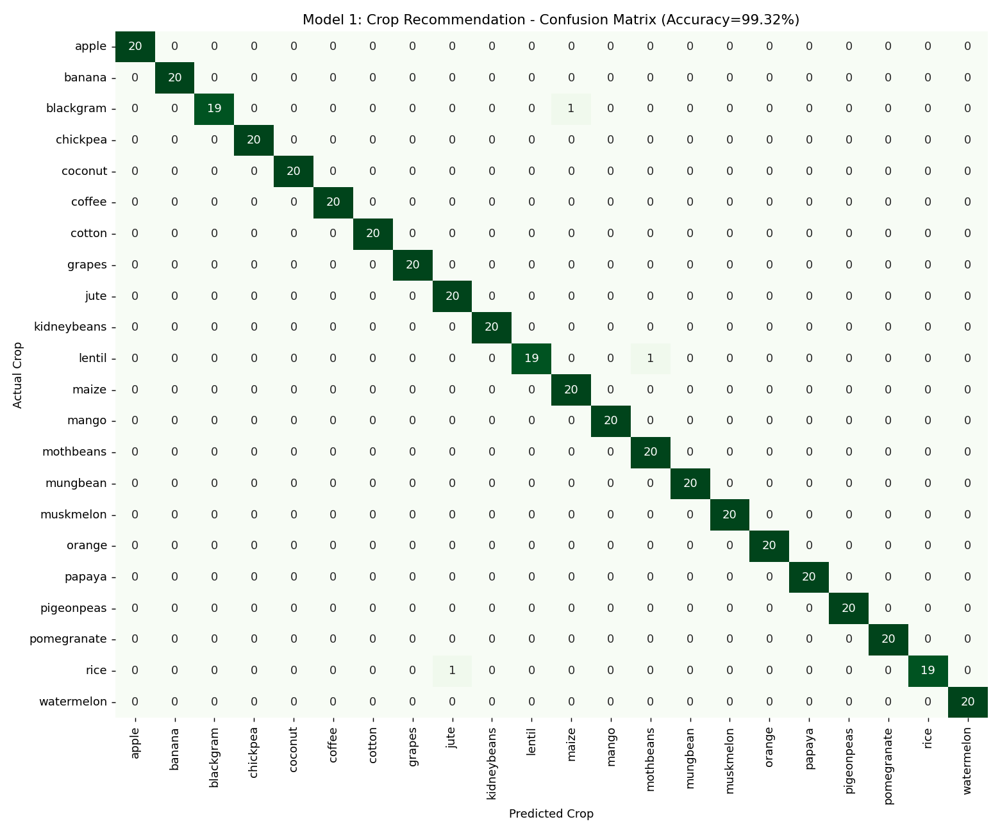 Model 1: Crop Recommendation - Confusion Matrix (Accuracy=99.32%)
apple 20 0 0 0 0 0 0 0 0 0 0 0 0 0 0 0 0 0 0 0 0 0
banana 0 20 0 0 0 0 0 0 0 0 0 0 0 0 0 0 0 0 0 0 0 0
blackgram 0 0 19 0 0 0 0 0 0 0 0 1 0 0 0 0 0 0 0 0 0 0
chickpea 0 0 0 20 0 0 0 0 0 0 0 0 0 0 0 0 0 0 0 0 0 0
coconut 0 0 0 0 20 0 0 0 0 0 0 0 0 0 0 0 0 0 0 0 0 0
coffee 0 0 0 0 0 20 0 0 0 0 0 0 0 0 0 0 0 0 0 0 0 0
cotton 0 0 0 0 0 0 20 0 0 0 0 0 0 0 0 0 0 0 0 0 0 0
grapes 0 0 0 0 0 0 0 20 0 0 0 0 0 0 0 0 0 0 0 0 0 0
jute 0 0 0 0 0 0 0 0 20 0 0 0 0 0 0 0 0 0 0 0 0 0
kidneybeans 0 0 0 0 0 0 0 0 0 20 0 0 0 0 0 0 0 0 0 0 0 0
lentil 0 0 0 0 0 0 0 0 0 0 19 0 0 1 0 0 0 0 0 0 0 0
maize 0 0 0 0 0 0 0 0 0 0 0 20 0 0 0 0 0 0 0 0 0 0
mango 0 0 0 0 0 0 0 0 0 0 0 0 20 0 0 0 0 0 0 0 0 0
mothbeans 0 0 0 0 0 0 0 0 0 0 0 0 0 20 0 0 0 0 0 0 0 0
mungbean 0 0 0 0 0 0 0 0 0 0 0 0 0 0 20 0 0 0 0 0 0 0
muskmelon 0 0 0 0 0 0 0 0 0 0 0 0 0 0 0 20 0 0 0 0 0 0
orange 0 0 0 0 0 0 0 0 0 0 0 0 0 0 0 0 20 0 0 0 0 0
papaya 0 0 0 0 0 0 0 0 0 0 0 0 0 0 0 0 0 20 0 0 0 0
pigeonpeas 0 0 0 0 0 0 0 0 0 0 0 0 0 0 0 0 0 0 20 0 0 0
pomegranate 0 0 0 0 0 0 0 0 0 0 0 0 0 0 0 0 0 0 0 20 0 0
rice 0 0 0 0 0 0 0 0 1 0 0 0 0 0 0 0 0 0 0 0 19 0
watermelon 0 0 0 0 0 0 0 0 0 0 0 0 0 0 0 0 0 0 0 0 0 20
Actual Crop
apple banana blackgram chickpea coconut coffee cotton grapes jute kidneybeans lentil maize mango mothbeans mungbean muskmelon orange papaya pigeonpeas pomegranate rice watermelon
Predicted Crop